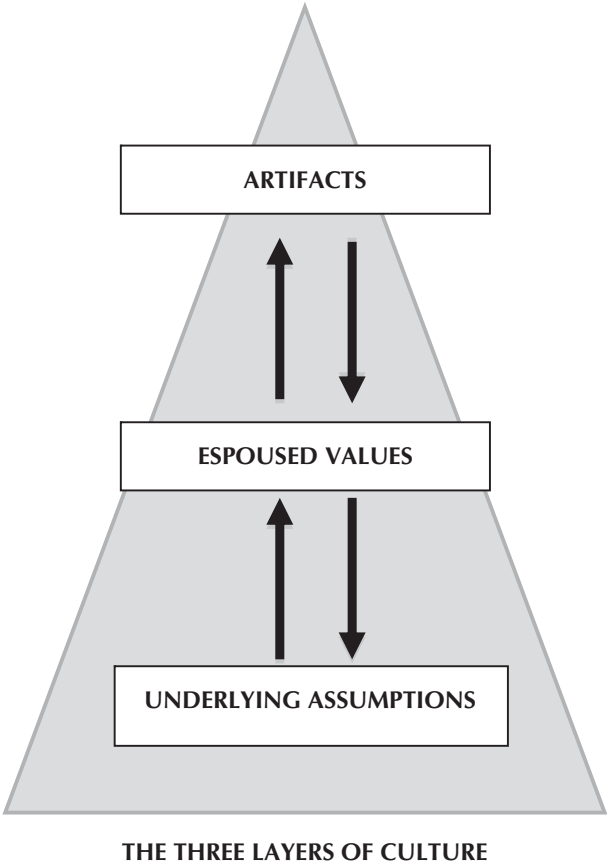 ARTIFACTS
ESPOUSED VALUES
UNDERLYING ASSUMPTIONS
THE THREE LAYERS OF CULTURE